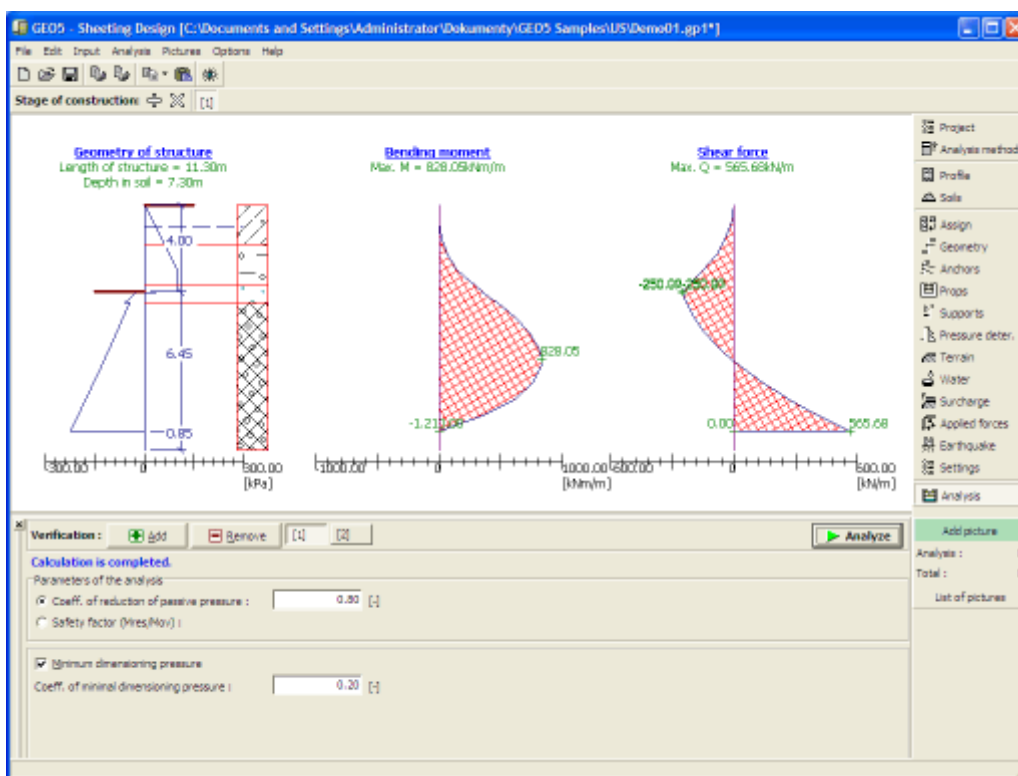 GEO5 - Sheeting Design [C:\Documents and Settings\Administrator\Dokumenty\GEO5 Samples\US\Demo01.gp1*]
File Edit Input Analysis Pictures Options Help
Stage of construction: [1]
Geometry of structure
Length of structure = 11.30m
Depth in soil = 7.30m
4.00
6.45
0.85
300.00 0 300.00
[kPa]
Bending moment
Max. M = 828.05kNm/m
828.05
1000.00 0 1000.00
[kNm/m]
Shear force
Max. Q = 565.68kN/m
-250.00 -250.00
0.00 565.68
500.00 0 500.00
[kN/m]
Project
Analysis method
Profile
Soils
Assign
Geometry
Anchors
Props
Supports
Pressure deter.
Terrain
Water
Surcharge
Applied forces
Earthquake
Settings
Analysis
Add picture
Analysis :
Total :
List of pictures
Verification : Add Remove [1] [2] Analyze
Calculation is completed.
Parameters of the analysis
Coeff. of reduction of passive pressure : 0.80 [-]
Safety factor (Mres/Mov) :
Minimum dimensioning pressure
Coeff. of minimal dimensioning pressure : 0.20 [-]